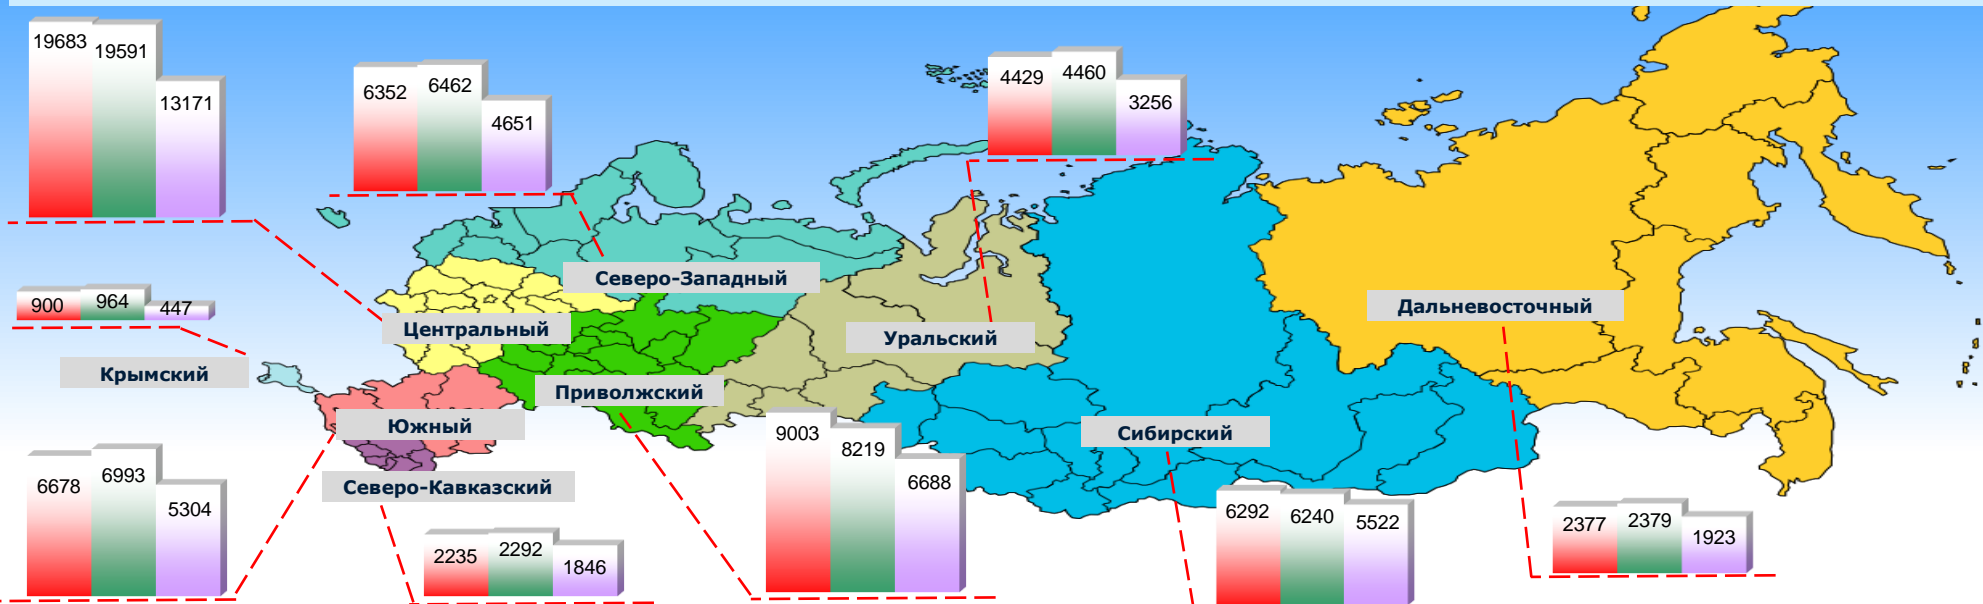 19683 19591 13171
6352 6462 4651
4429 4460 3256
Северо-Западный
900 964 447
Центральный
Уральский
Дальневосточный
Крымский
Приволжский
Южный
Сибирский
Северо-Кавказский
6678 6993 5304
2235 2292 1846
9003 8219 6688
6292 6240 5522
2377 2379 1923